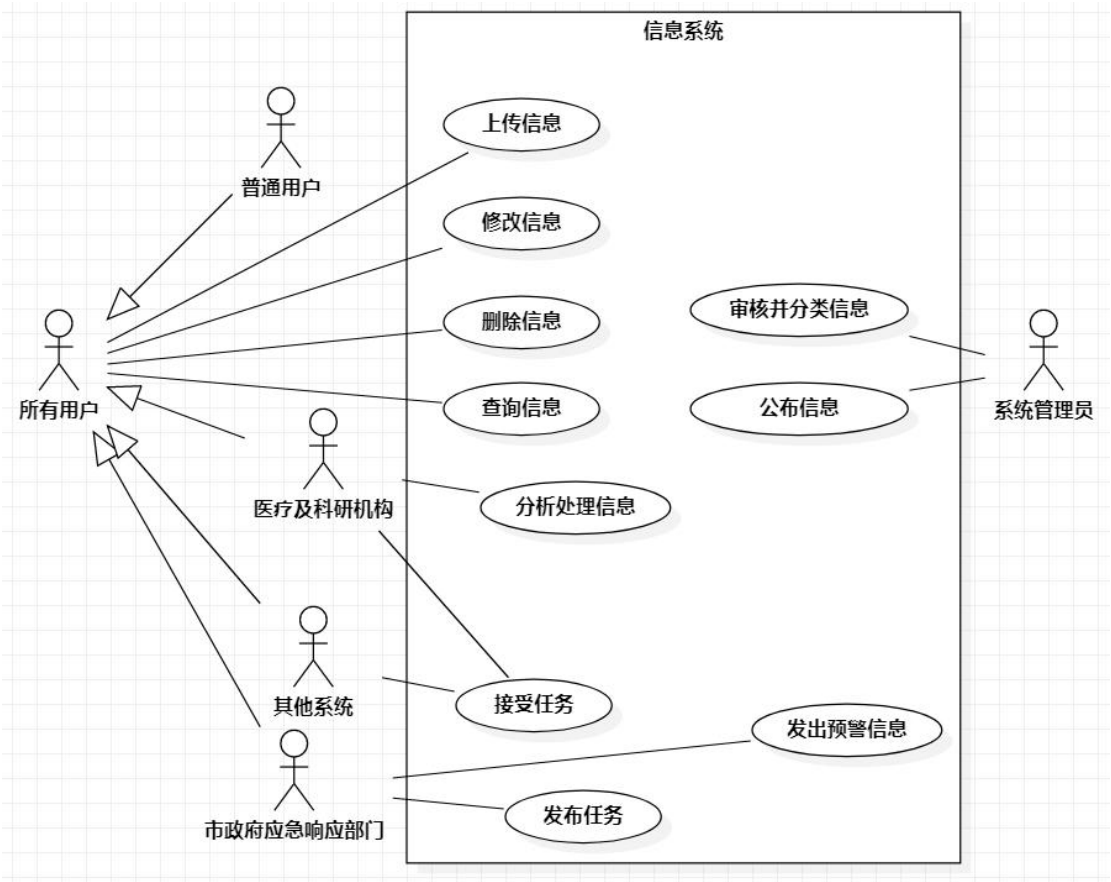 信息系统
上传信息
普通用户
修改信息
审核并分类信息
删除信息
所有用户
查询信息
公布信息
系统管理员
医疗及科研机构
分析处理信息
其他系统
接受任务
发出预警信息
市政府应急响应部门
发布任务